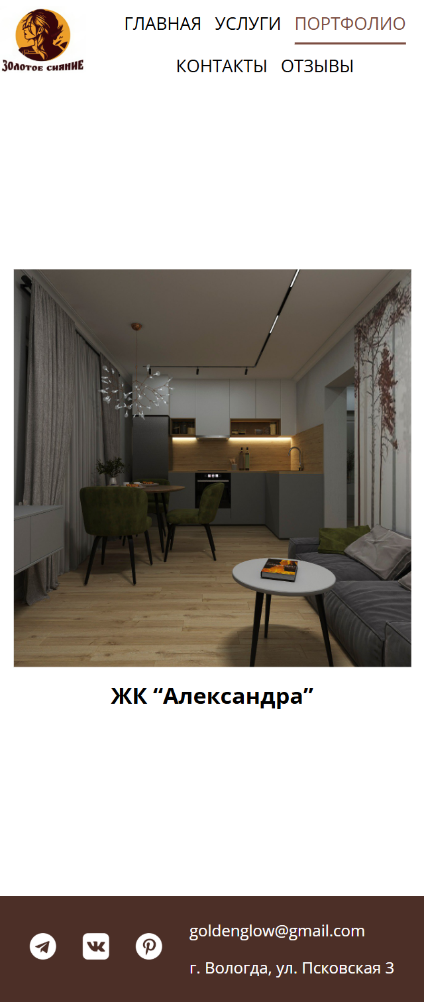 ЗОЛОТОЕ СИЯНИЕ
ГЛАВНАЯ УСЛУГИ ПОРТФОЛИО
КОНТАКТЫ ОТЗЫВЫ
ЖК “Александра”
goldenglow@gmail.com
г. Вологда, ул. Псковская 3